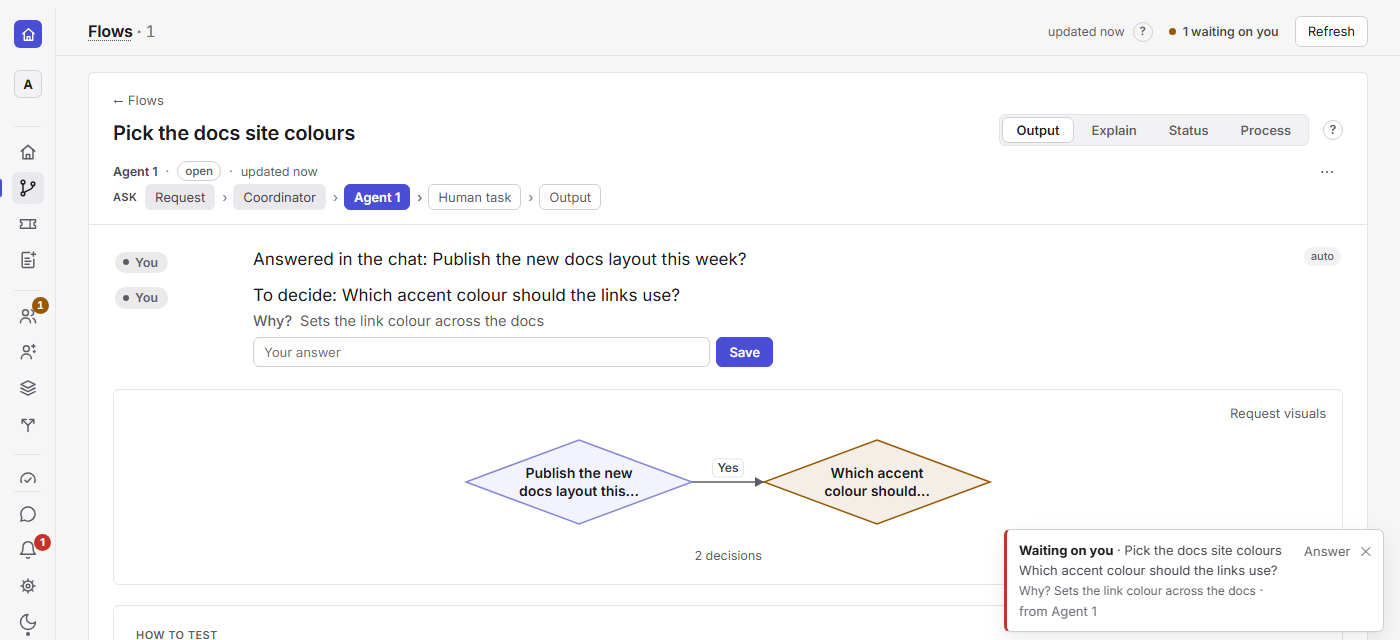 Flows · 1
updated now
?
1 waiting on you
Refresh
A
← Flows
Pick the docs site colours
Output
Explain
Status
Process
?
Agent 1 · open · updated now
...
ASK Request › Coordinator › Agent 1 › Human task › Output
You
Answered in the chat: Publish the new docs layout this week?
auto
You
To decide: Which accent colour should the links use?
Why? Sets the link colour across the docs
Your answer
Save
1
Request visuals
Publish the new
docs layout this...
Yes
Which accent
colour should...
2 decisions
1
Waiting on you · Pick the docs site colours
Answer
Which accent colour should the links use?
Why? Sets the link colour across the docs ·
from Agent 1
HOW TO TEST